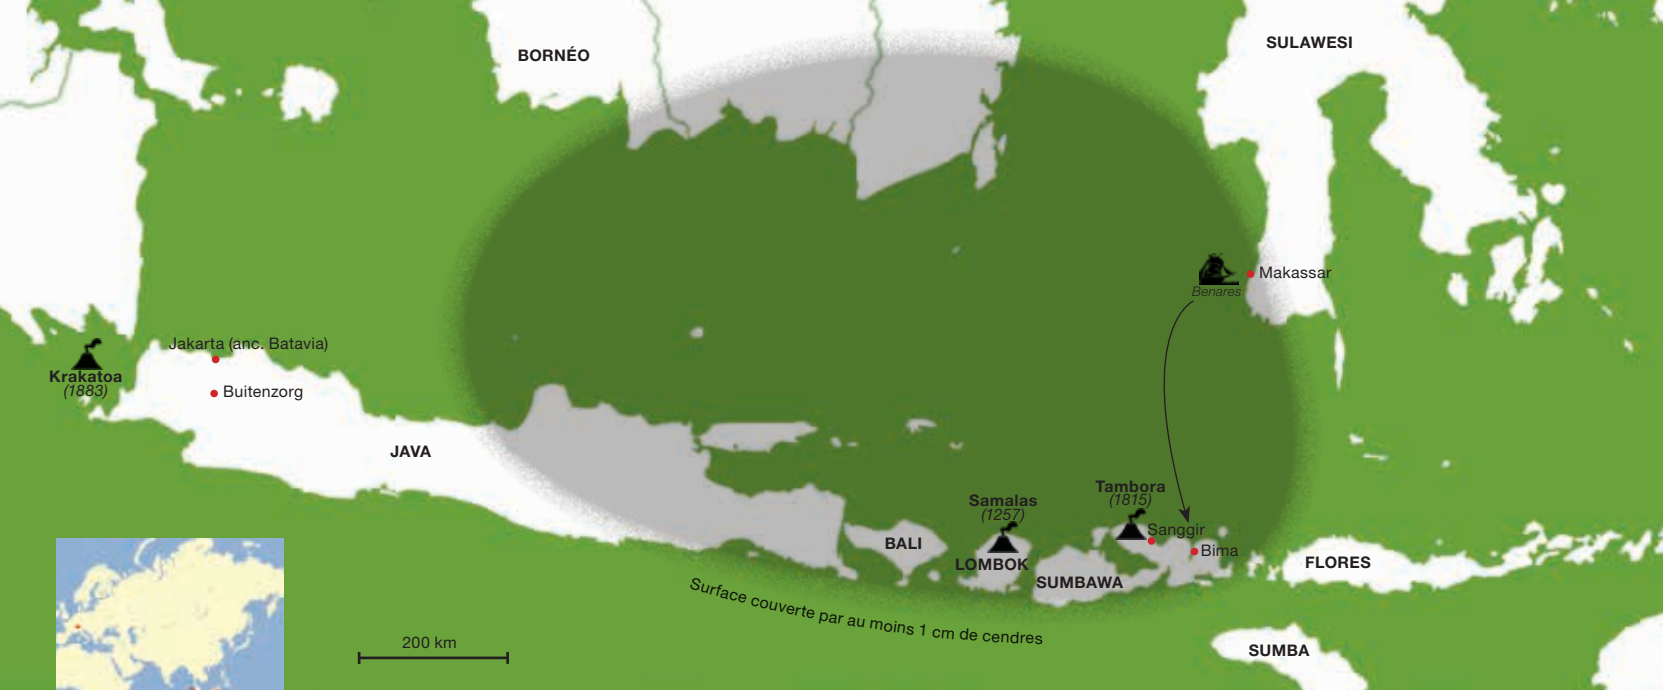 BORNÉO
SULAWESI
Makassar
Benares
Jakarta (anc. Batavia)
Krakatoa
(1883)
Buitenzorg
JAVA
Tambora
(1815)
Samalas
(1257)
Sanggir
BALI
Bima
LOMBOK
FLORES
SUMBAWA
Surface couverte par au moins 1 cm de cendres
200 km
SUMBA